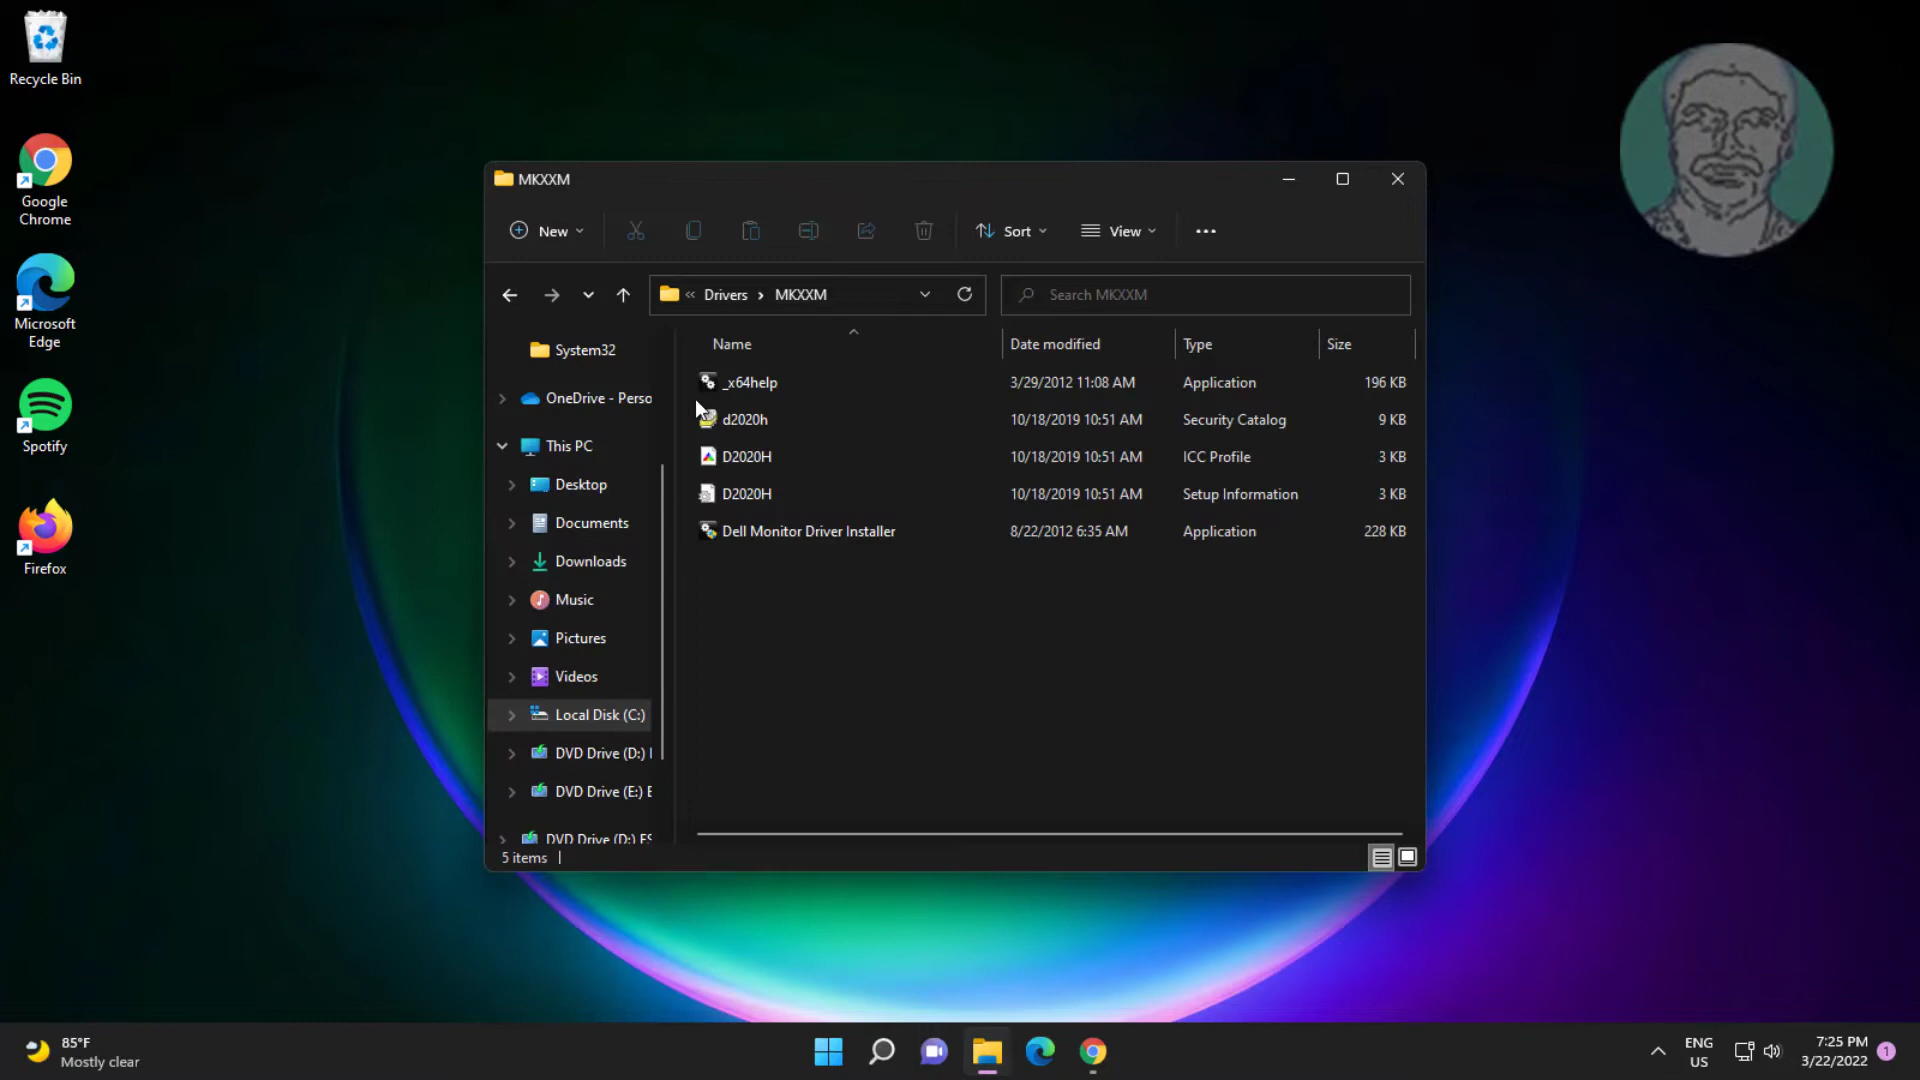 Recycle Bin
Google
Chrome
Microsoft
Edge
Spotify
Firefox
MKXXM
New
Sort
View
« Drivers › MKXXM
Search MKXXM
System32
OneDrive - Perso
This PC
Desktop
Documents
Downloads
Music
Pictures
Videos
Local Disk (C:)
DVD Drive (D:)
DVD Drive (E:) E
DVD Drive (D:) ES
Name Date modified Type Size
_x64help 3/29/2012 11:08 AM Application 196 KB
d2020h 10/18/2019 10:51 AM Security Catalog 9 KB
D2020H 10/18/2019 10:51 AM ICC Profile 3 KB
D2020H 10/18/2019 10:51 AM Setup Information 3 KB
Dell Monitor Driver Installer 8/22/2012 6:35 AM Application 228 KB
5 items
85°F
Mostly clear
ENG
US
7:25 PM
3/22/2022
1